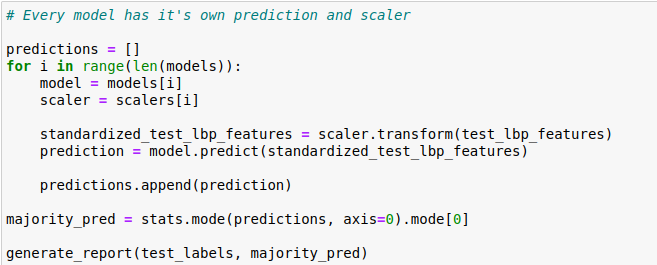 # Every model has it's own prediction and scaler
predictions = []
for i in range(len(models)):
    model = models[i]
    scaler = scalers[i]
    standardized_test_lbp_features = scaler.transform(test_lbp_features)
    prediction = model.predict(standardized_test_lbp_features)
    predictions.append(prediction)
majority_pred = stats.mode(predictions, axis=0).mode[0]
generate_report(test_labels, majority_pred)